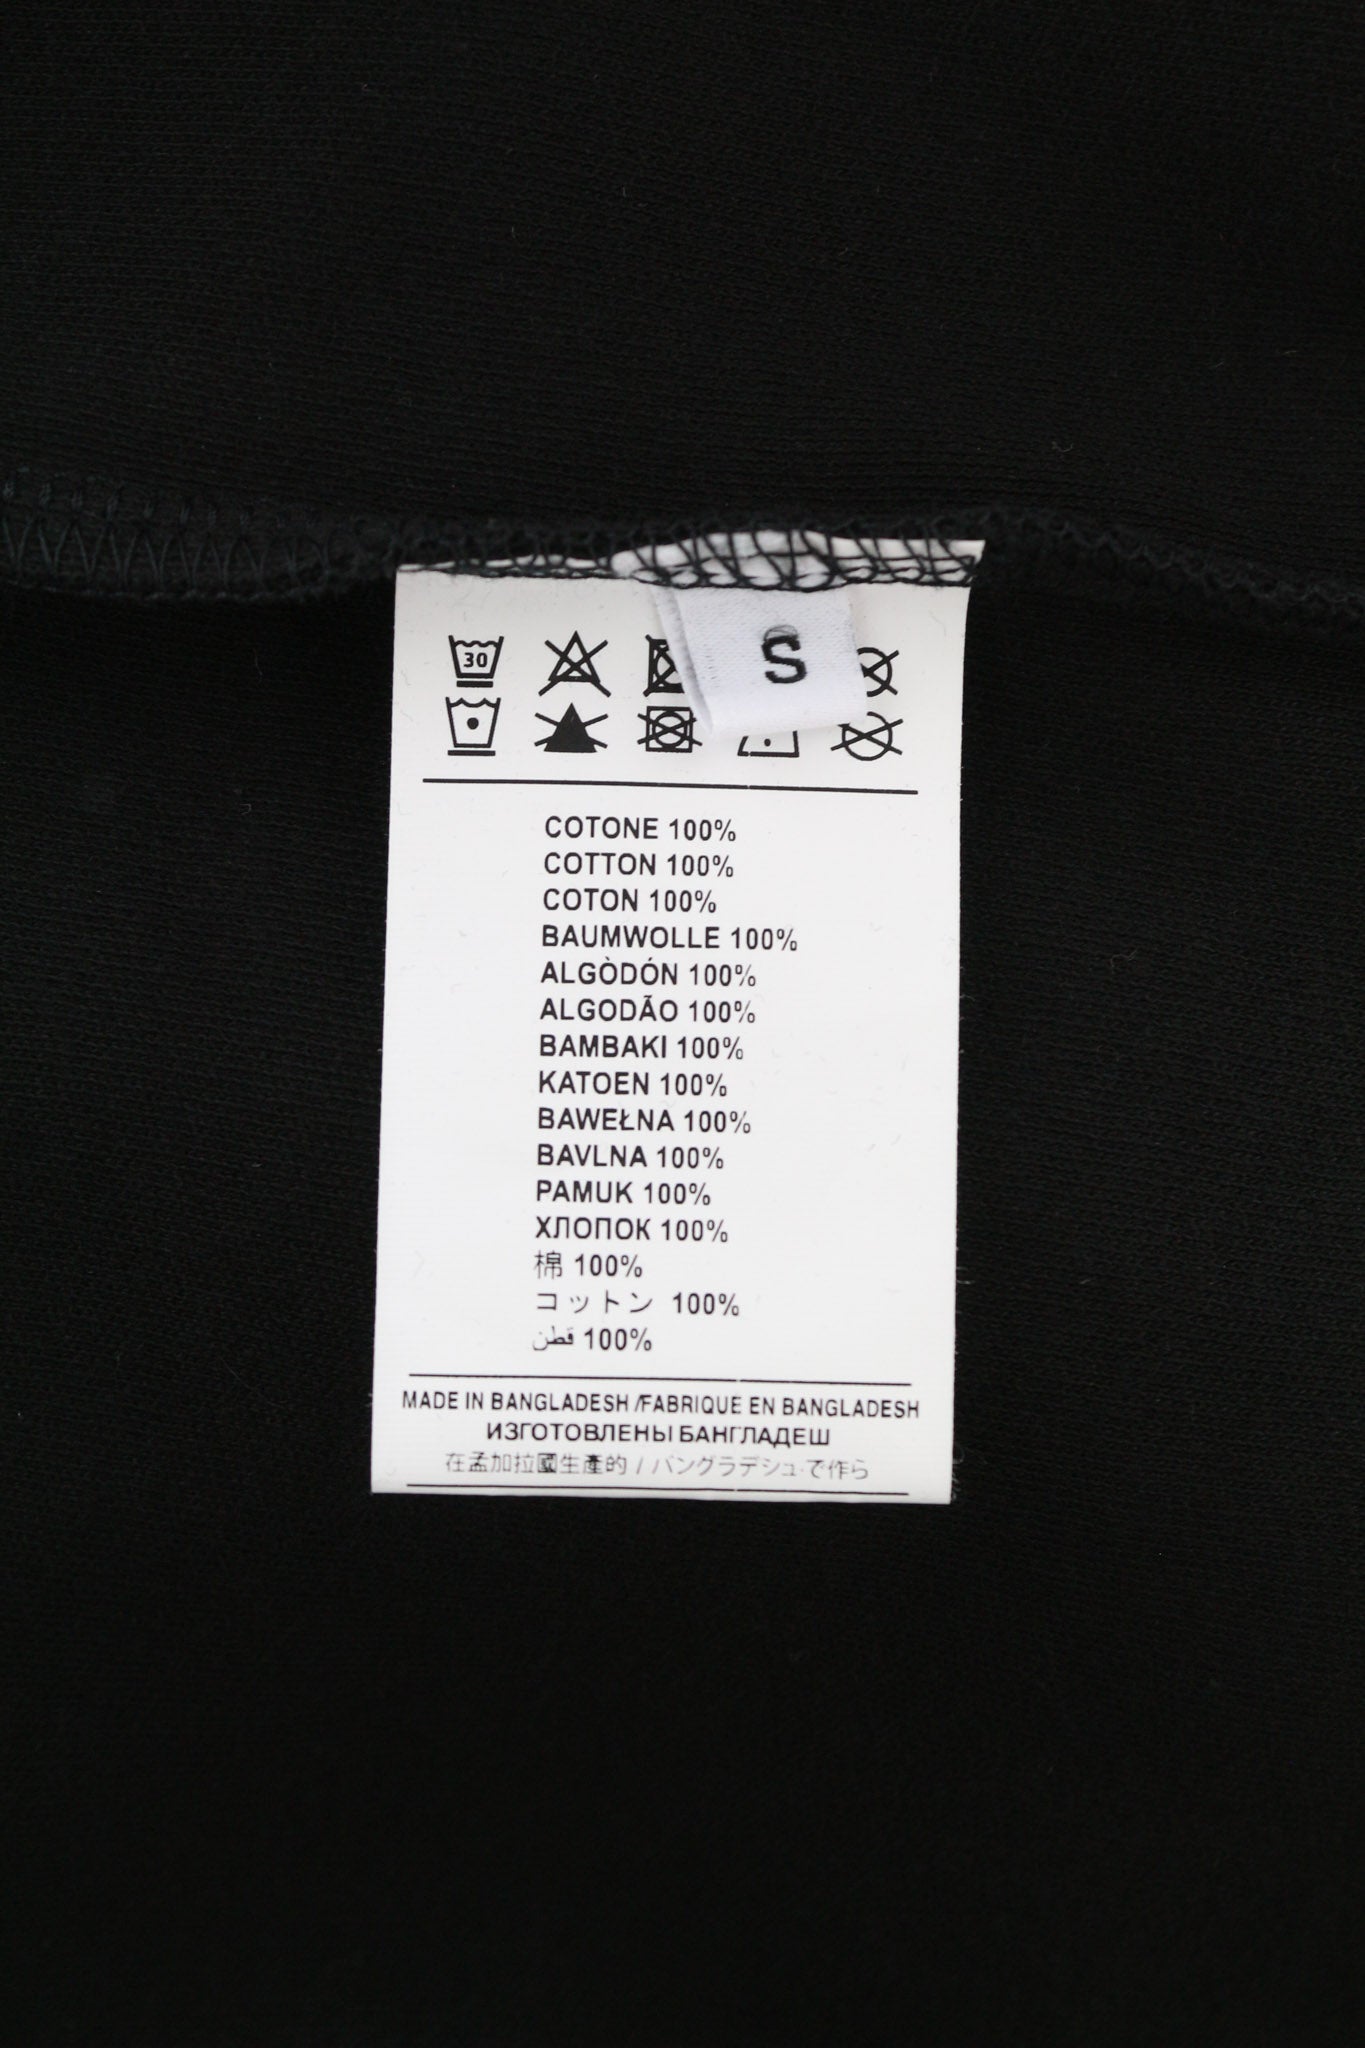 S
30
COTONE 100%
COTTON 100%
COTON 100%
BAUMWOLLE 100%
ALGÒDÓN 100%
ALGODÃO 100%
BAMBAKI 100%
KATOEN 100%
BAWEŁNA 100%
BAVLNA 100%
PAMUK 100%
ХЛОПОК 100%
棉 100%
コットン 100%
قطن 100%
MADE IN BANGLADESH /FABRIQUE EN BANGLADESH
ИЗГОТОВЛЕНЫ БАНГЛАДЕШ
在孟加拉國生產的 / バングラデシュで作ら